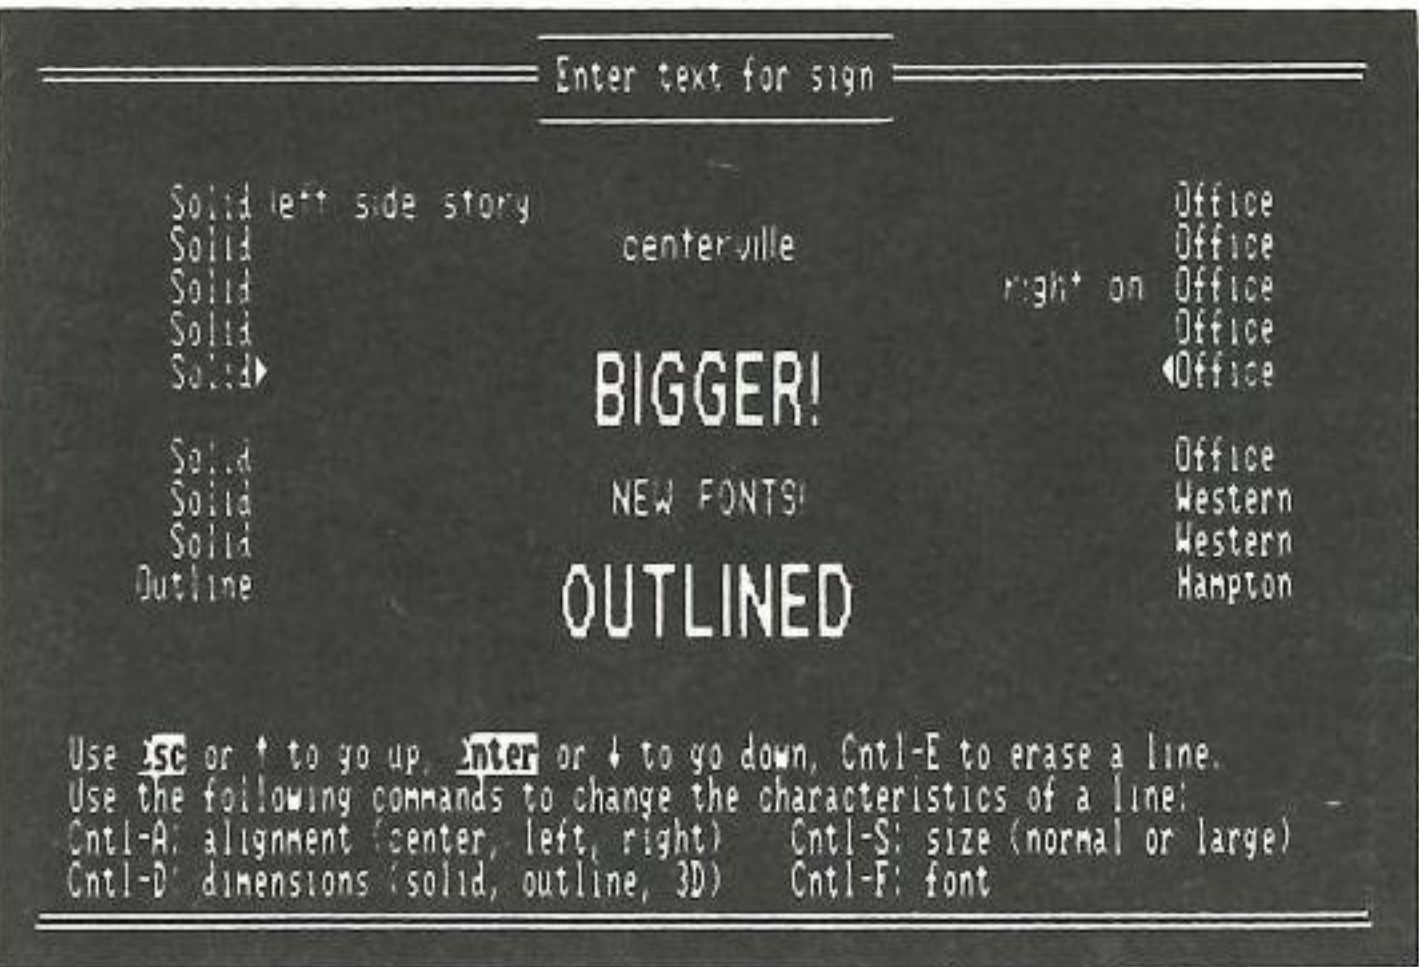 Enter text for sign
Solid left side story Office
Solid centerville Office
Solid right on Office
Solid Office
Solid BIGGER! Office
Solid Office
Solid NEW FONTS! Western
Solid Western
Outline OUTLINED Hampton
Use Esc or ↑ to go up, Enter or ↓ to go down, Cntl-E to erase a line.
Use the following commands to change the characteristics of a line:
Cntl-A: alignment (center, left, right) Cntl-S: size (normal or large)
Cntl-D: dimensions (solid, outline, 3D) Cntl-F: font